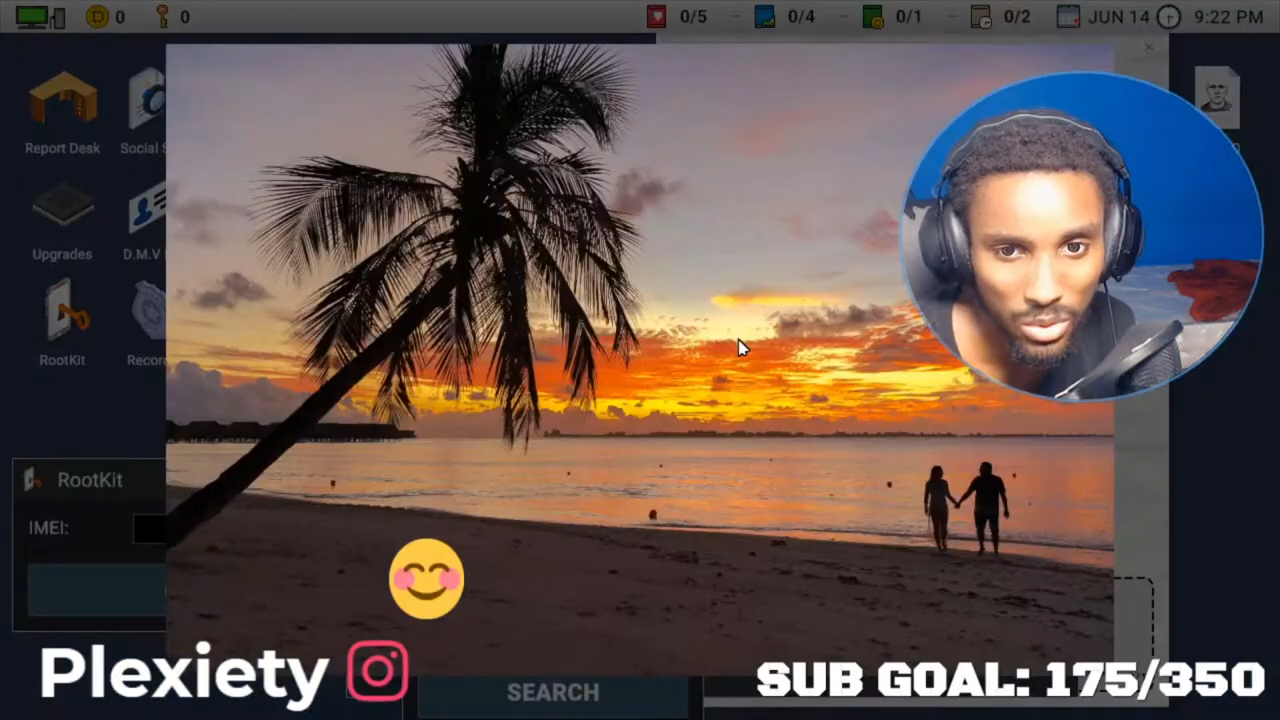 0 0 0/5 0/4 0/1 0/2 JUN 14 9:22 PM
Report Desk Social
Upgrades D.M.V
RootKit Recor
RootKit
IMEI:
SEARCH
Plexiety
SUB GOAL: 175/350